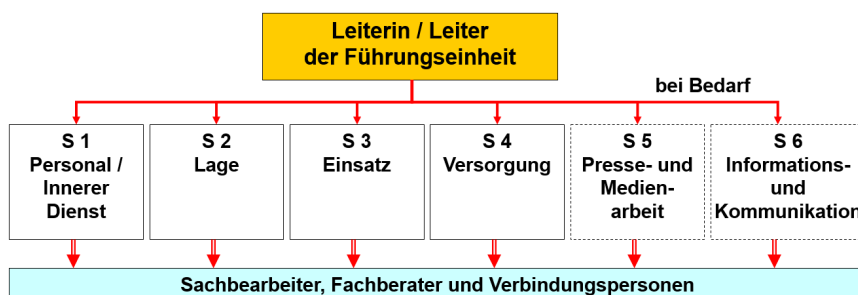 Leiterin / Leiter
der Führungseinheit
bei Bedarf
S 1
Personal /
Innerer
Dienst
S 2
Lage
S 3
Einsatz
S 4
Versorgung
S 5
Presse- und
Medien-
arbeit
S 6
Informations-
und
Kommunikation
Sachbearbeiter, Fachberater und Verbindungspersonen